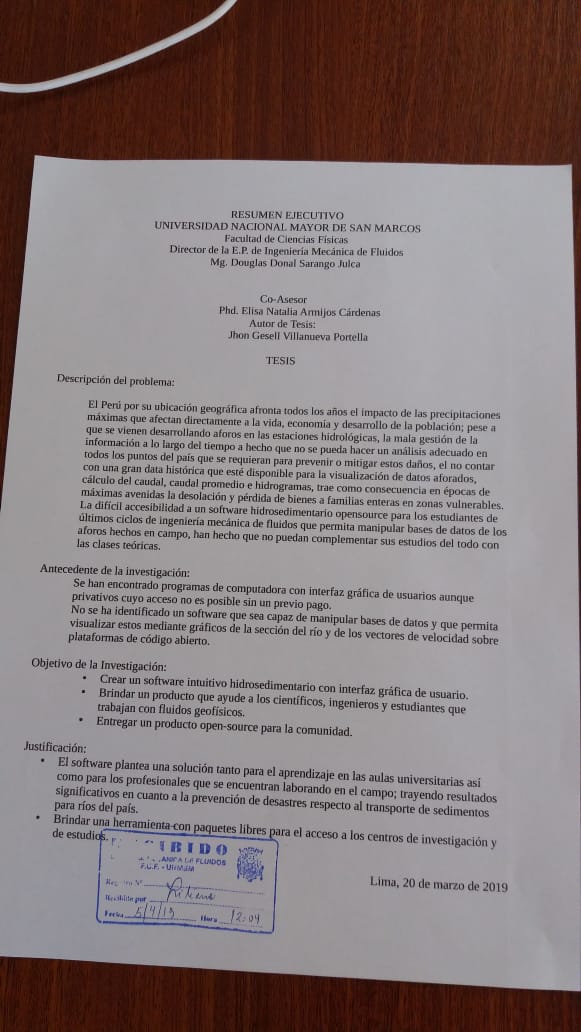 RESUMEN EJECUTIVO
UNIVERSIDAD NACIONAL MAYOR DE SAN MARCOS
Facultad de Ciencias Físicas
Director de la E.P. de Ingeniería Mecánica de Fluidos
Mg. Douglas Donal Sarango Julca
Co-Asesor
Phd. Elisa Natalia Armijos Cárdenas
Autor de Tesis:
Jhon Gesell Villanueva Portella
TESIS
Descripción del problema:
El Perú por su ubicación geográfica afronta todos los años el impacto de las precipitaciones
máximas que afectan directamente a la vida, economía y desarrollo de la población; pese a
que se vienen desarrollando aforos en las estaciones hidrológicas, la mala gestión de la
información a lo largo del tiempo a hecho que no se pueda hacer un análisis adecuado en
todos los puntos del país que se requieran para prevenir o mitigar estos daños, el no contar
con una gran data histórica que esté disponible para la visualización de datos aforados,
cálculo del caudal, caudal promedio e hidrogramas, trae como consecuencia en épocas de
máximas avenidas la desolación y pérdida de bienes a familias enteras en zonas vulnerables.
La difícil accesibilidad a un software hidrosedimentario opensource para los estudiantes de
últimos ciclos de ingeniería mecánica de fluidos que permita manipular bases de datos de los
aforos hechos en campo, han hecho que no puedan complementar sus estudios del todo con
las clases teóricas.
Antecedente de la investigación:
Se han encontrado programas de computadora con interfaz gráfica de usuarios aunque
privativos cuyo acceso no es posible sin un previo pago.
No se ha identificado un software que sea capaz de manipular bases de datos y que permita
visualizar estos mediante gráficos de la sección del río y de los vectores de velocidad sobre
plataformas de código abierto.
Objetivo de la Investigación:
• Crear un software intuitivo hidrosedimentario con interfaz gráfica de usuario.
• Brindar un producto que ayude a los científicos, ingenieros y estudiantes que
trabajan con fluidos geofísicos.
• Entregar un producto open-source para la comunidad.
Justificación:
• El software plantea una solución tanto para el aprendizaje en las aulas universitarias así
como para los profesionales que se encuentran laborando en el campo; trayendo resultados
significativos en cuanto a la prevención de desastres respecto al transporte de sedimentos
para ríos del país.
• Brindar una herramienta con paquetes libres para el acceso a los centros de investigación y
de estudios.
IBIDO
DE FLUIDOS
F.C.F. - UNMSM
Recibido por
Fecha 5/4/19 Hora 12:04
Lima, 20 de marzo de 2019